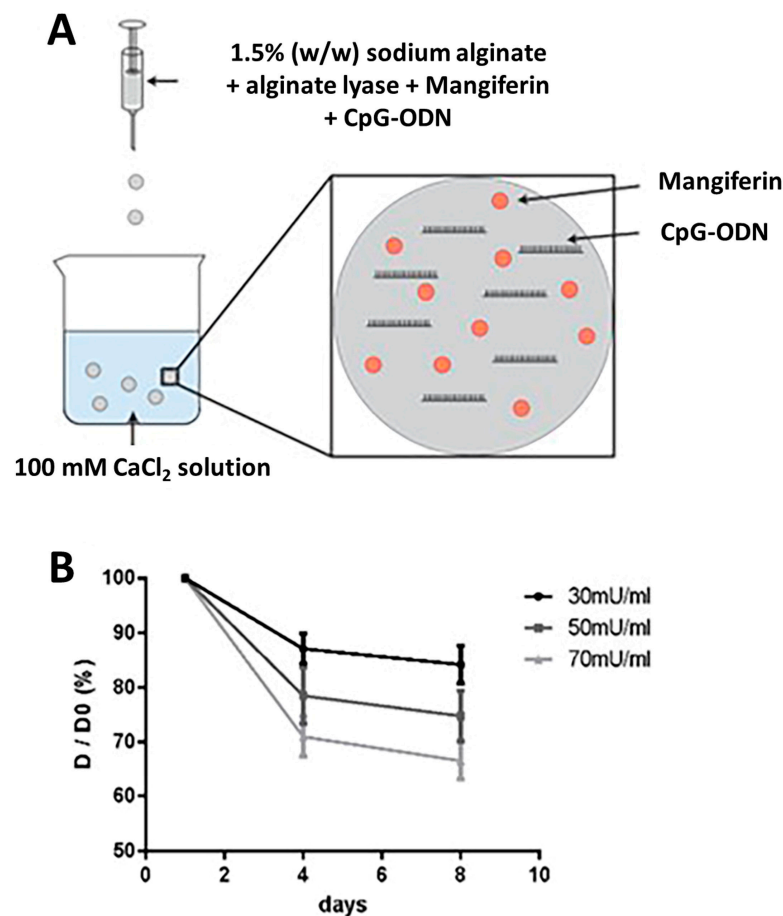 A
1.5% (w/w) sodium alginate
+ alginate lyase + Mangiferin
+ CpG-ODN
Mangiferin
CpG-ODN
100 mM CaCl₂ solution
B
100
90
80
70
60
50
D / D0 (%)
0
2
4
6
8
10
days
30mU/ml
50mU/ml
70mU/ml